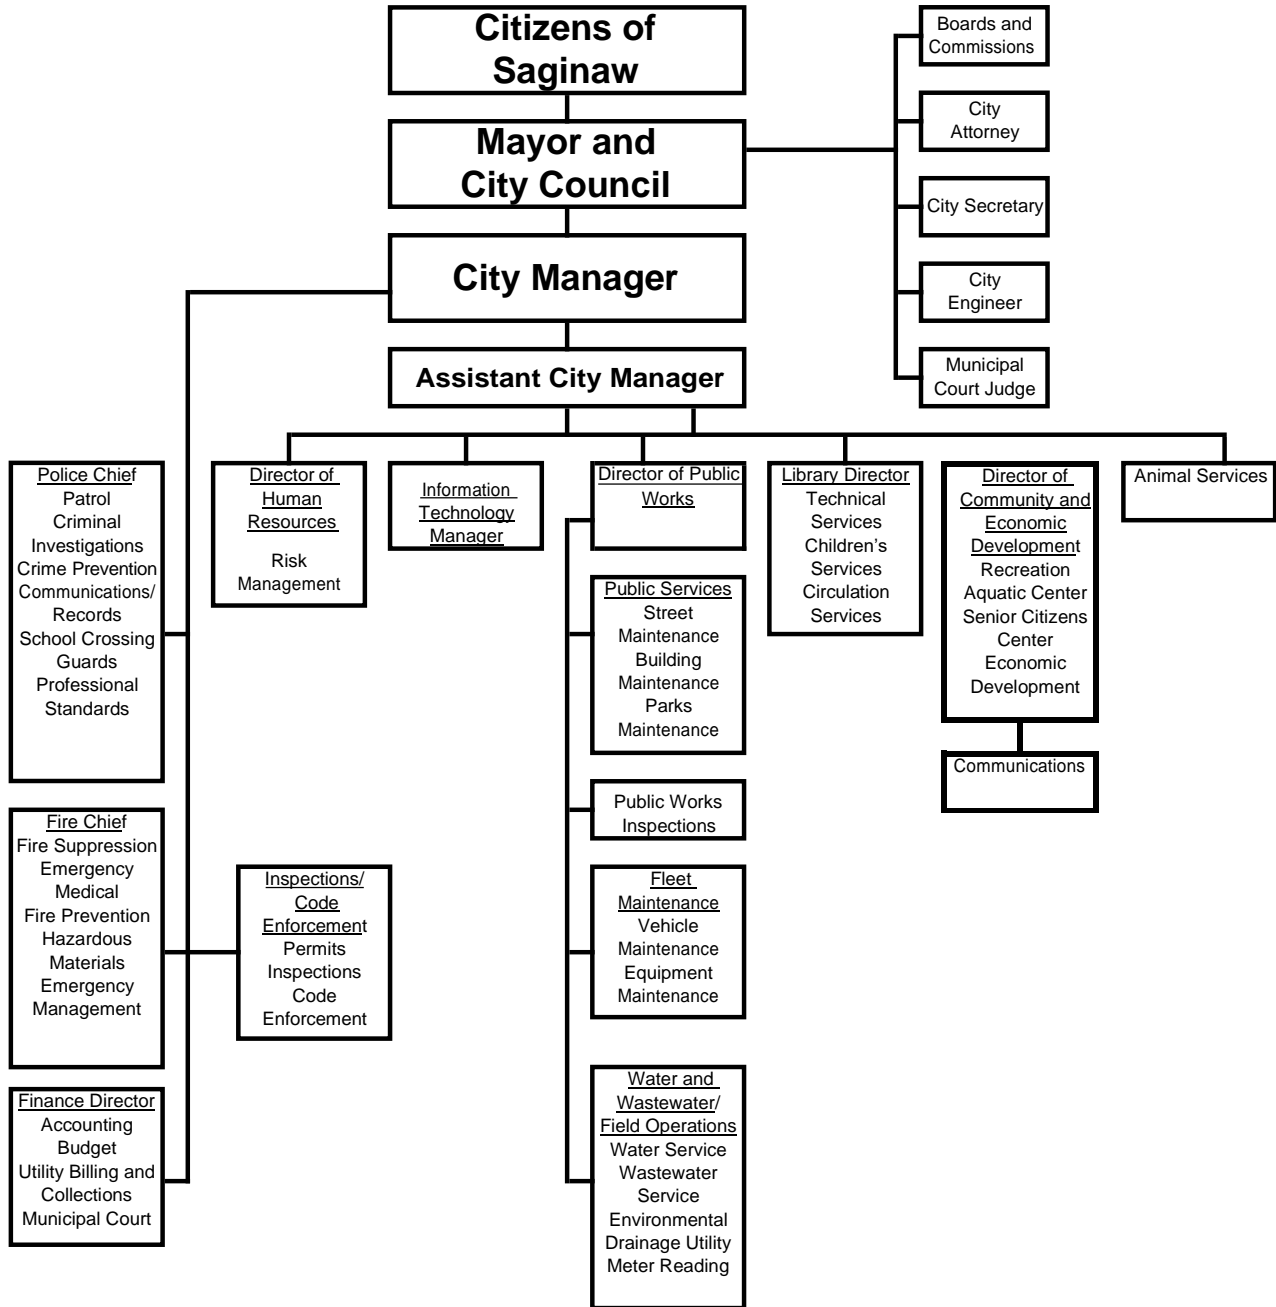 Citizens of
Saginaw
Mayor and
City Council
City Manager
Assistant City Manager
Boards and
Commissions
City
Attorney
City Secretary
City
Engineer
Municipal
Court Judge
Police Chief
Patrol
Criminal
Investigations
Crime Prevention
Communications/
Records
School Crossing
Guards
Professional
Standards
Fire Chief
Fire Suppression
Emergency
Medical
Fire Prevention
Hazardous
Materials
Emergency
Management
Finance Director
Accounting
Budget
Utility Billing and
Collections
Municipal Court
Director of
Human
Resources
Risk
Management
Inspections/
Code
Enforcement
Permits
Inspections
Code
Enforcement
Information
Technology
Manager
Director of Public
Works
Public Services
Street
Maintenance
Building
Maintenance
Parks
Maintenance
Public Works
Inspections
Fleet
Maintenance
Vehicle
Maintenance
Equipment
Maintenance
Water and
Wastewater/
Field Operations
Water Service
Wastewater
Service
Environmental
Drainage Utility
Meter Reading
Library Director
Technical
Services
Children's
Services
Circulation
Services
Director of
Community and
Economic
Development
Recreation
Aquatic Center
Senior Citizens
Center
Economic
Development
Communications
Animal Services